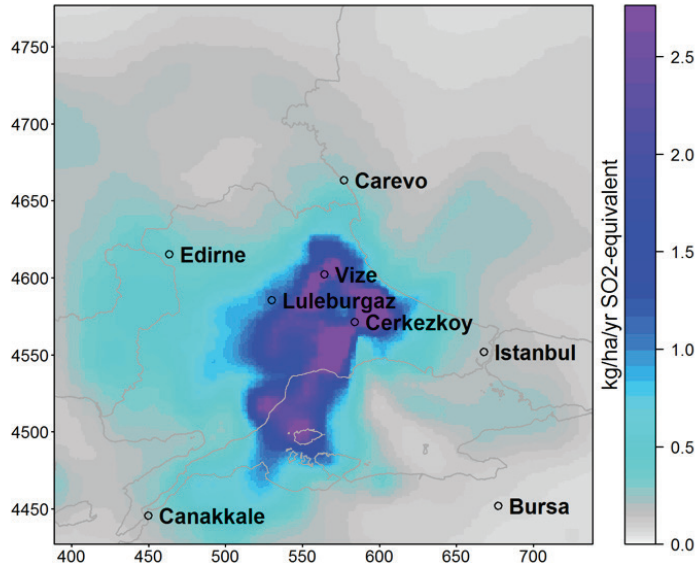 4750
4700
4650
4600
4550
4500
4450
400
450
500
550
600
650
700
Carevo
Edirne
Vize
Luleburgaz
Cerkezkoy
Istanbul
Canakkale
Bursa
2.5
2.0
1.5
1.0
0.5
0.0
kg/ha/yr SO2-equivalent